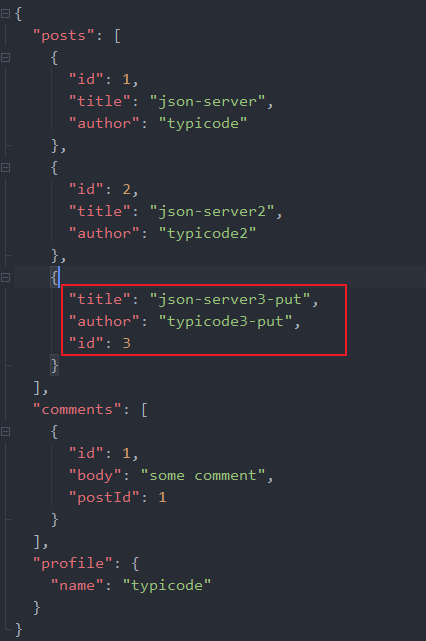 {
  "posts": [
    {
      "id": 1,
      "title": "json-server",
      "author": "typicode"
    },
    {
      "id": 2,
      "title": "json-server2",
      "author": "typicode2"
    },
    {
      "title": "json-server3-put",
      "author": "typicode3-put",
      "id": 3
    }
  ],
  "comments": [
    {
      "id": 1,
      "body": "some comment",
      "postId": 1
    }
  ],
  "profile": {
    "name": "typicode"
  }
}